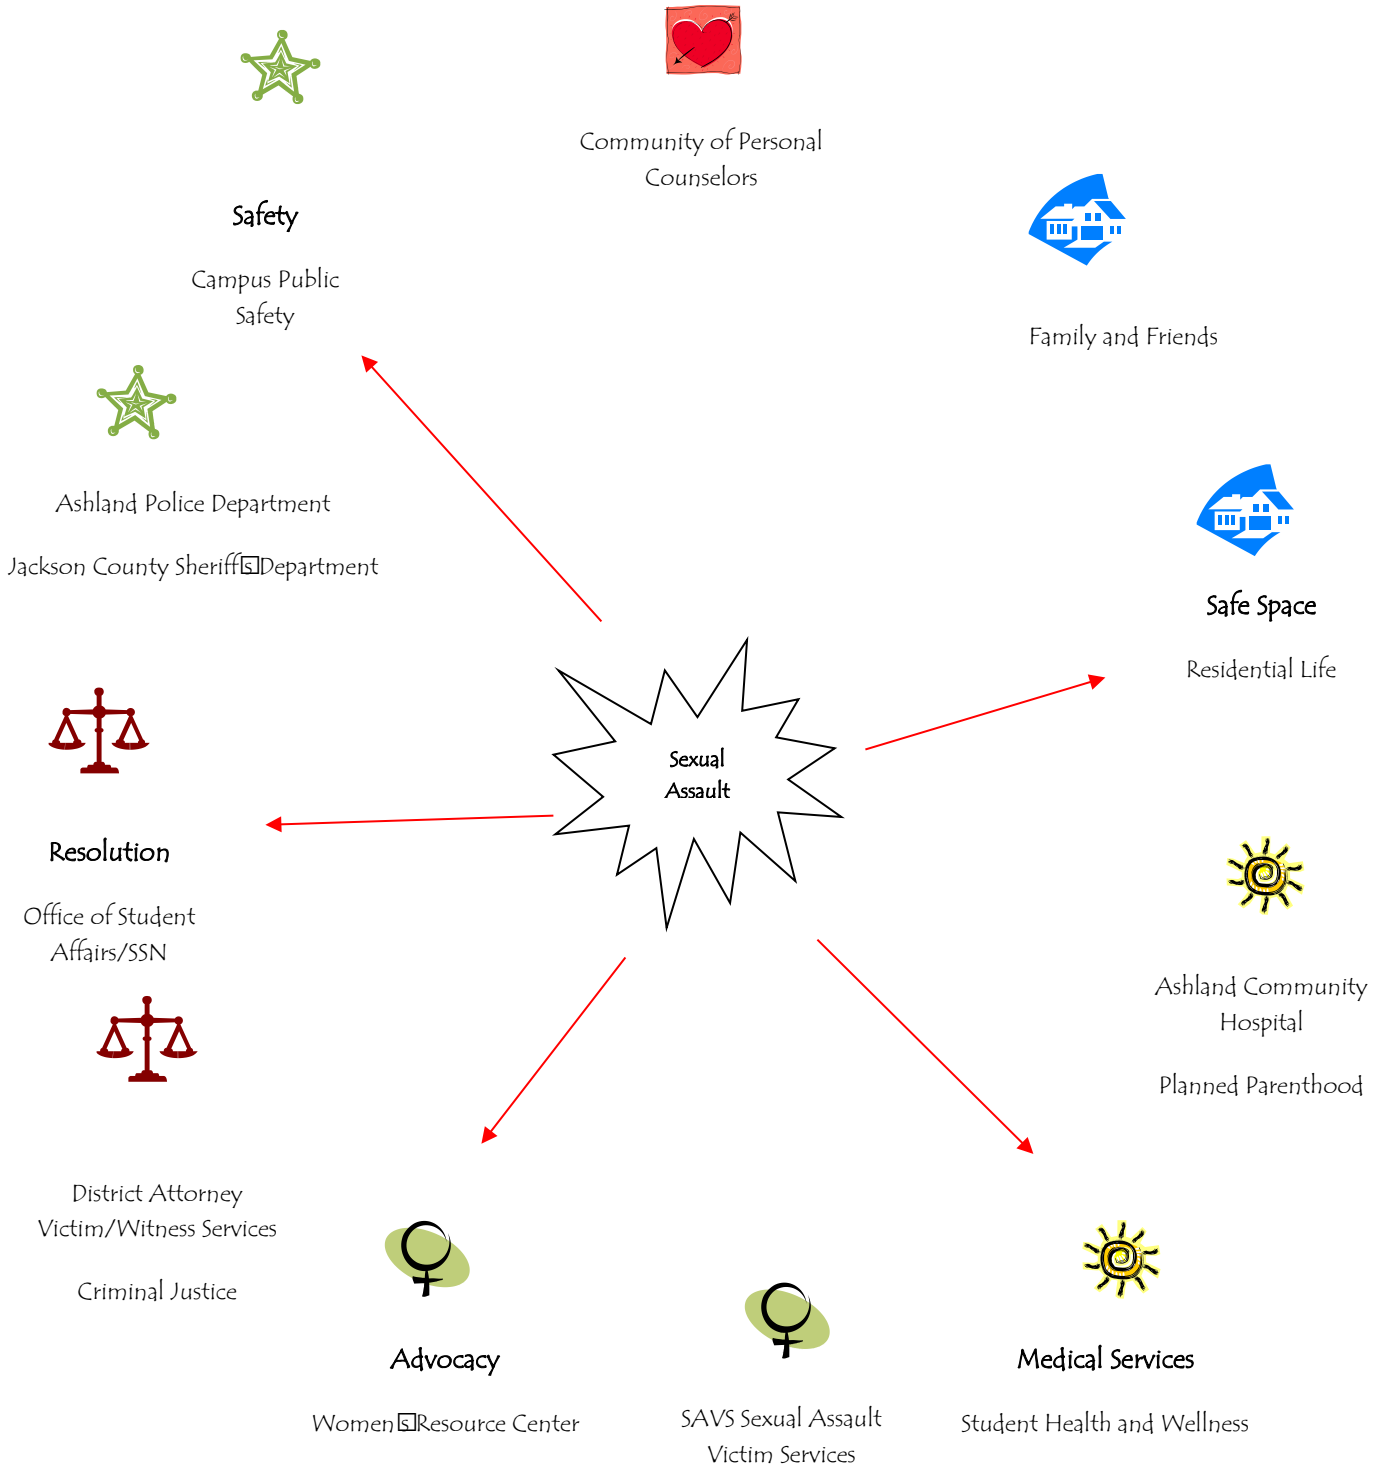 Community of Personal
Counselors
Safety
Campus Public
Safety
Family and Friends
Ashland Police Department
Jackson County Sheriff s Department
Safe Space
Residential Life
Sexual
Assault
Resolution
Office of Student
Affairs/SSN
Ashland Community
Hospital
Planned Parenthood
District Attorney
Victim/Witness Services
Criminal Justice
Advocacy
Women s Resource Center
SAVS Sexual Assault
Victim Services
Medical Services
Student Health and Wellness